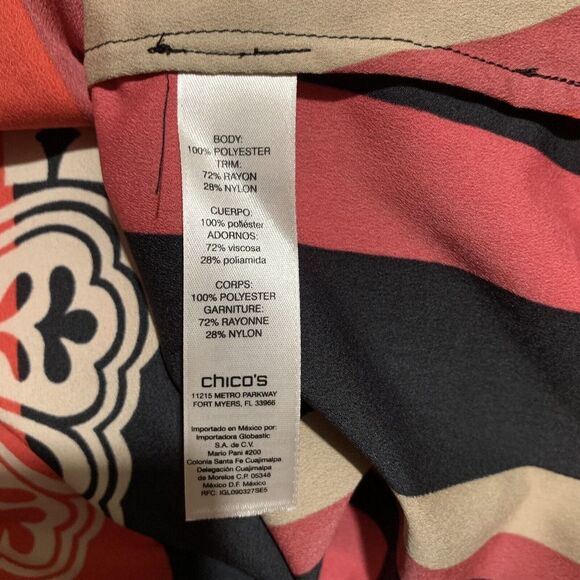 BODY:
100% POLYESTER
TRIM:
72% RAYON
28% NYLON
CUERPO:
100% poliéster
ADORNOS:
72% viscosa
28% poliamida
CORPS:
100% POLYESTER
GARNITURE:
72% RAYONNE
28% NYLON
chico's
11215 METRO PARKWAY
FORT MYERS, FL 33966
Importado en México por:
Importadora Globastic
S.A. de C.V.
Mario Pani #200
Colonia Santa Fe Cuajimalpa
Delegación Cuajimalpa
de Morelos C.P. 05348
México D.F. México
RFC. IGL090327SE5